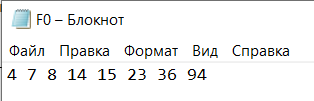 F0 – Блокнот
Файл Правка Формат Вид Справка
4 7 8 14 15 23 36 94